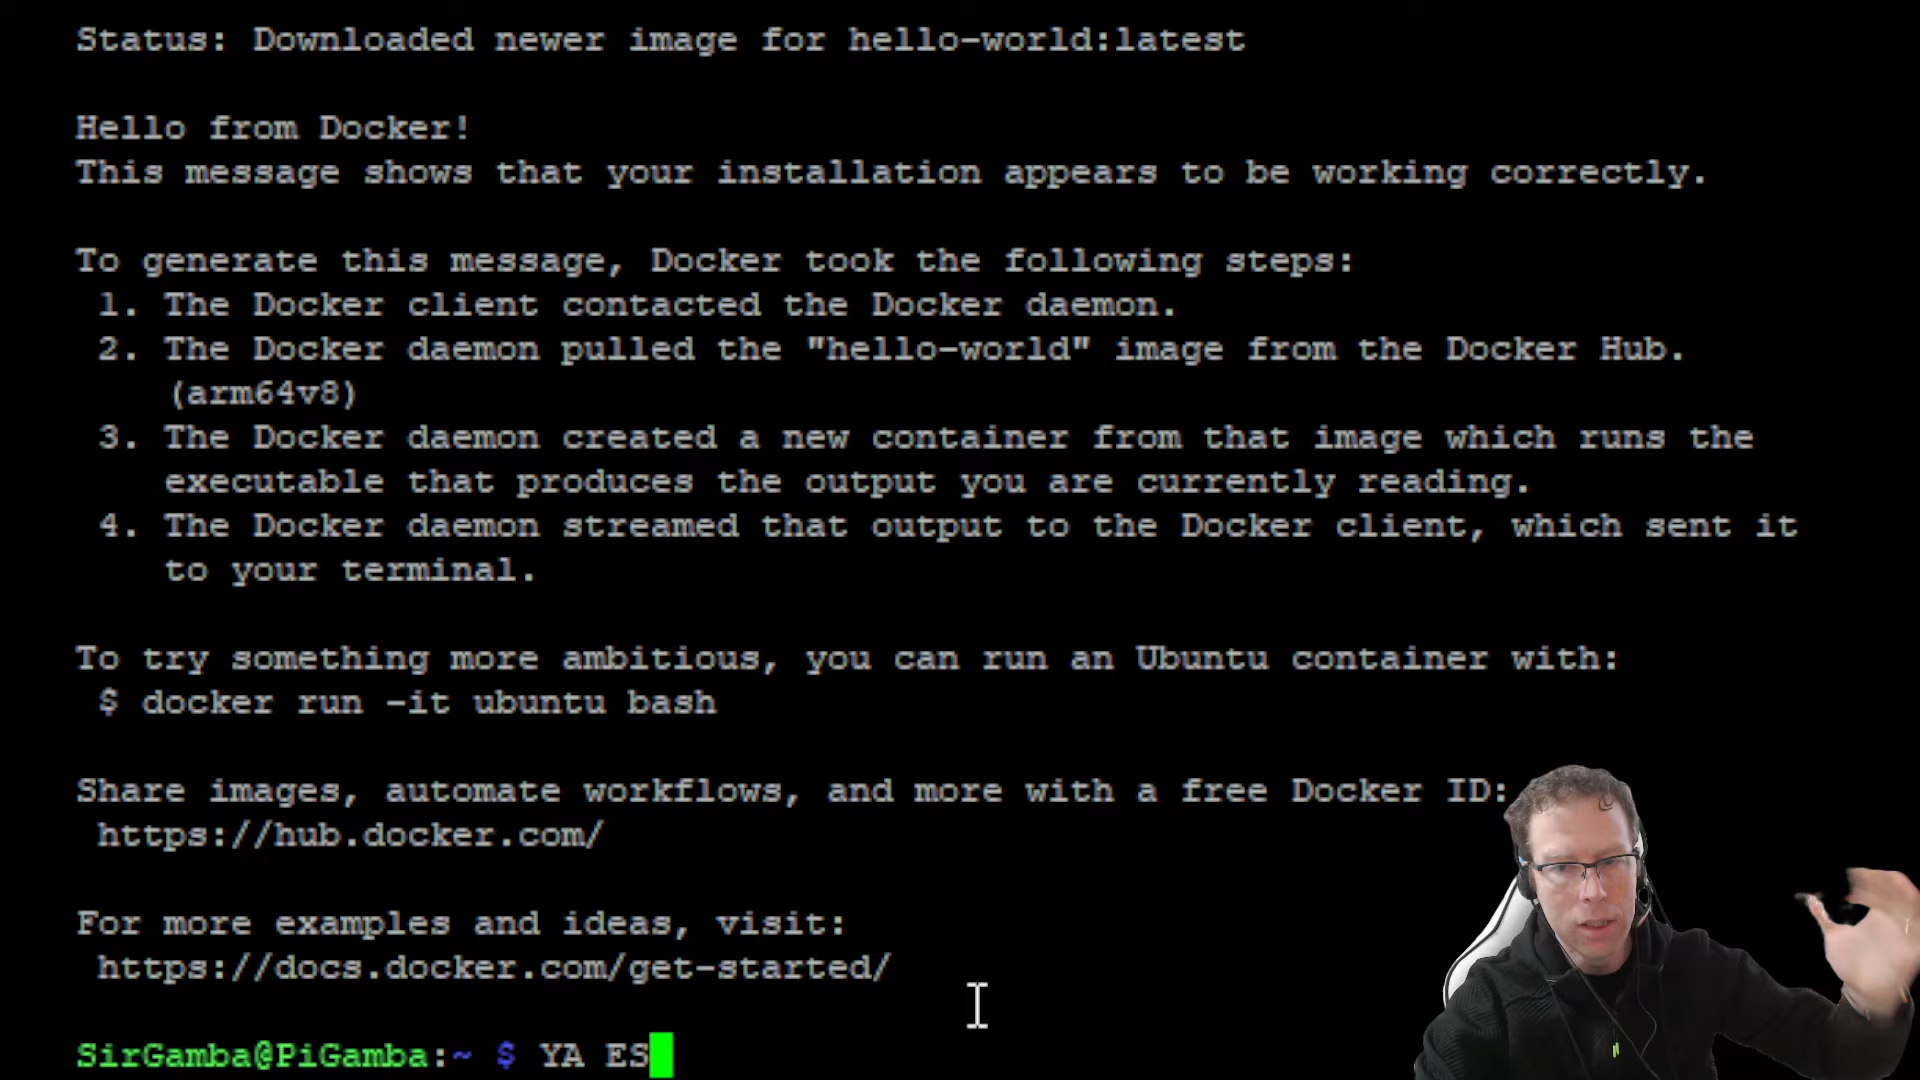 Status: Downloaded newer image for hello-world:latest
Hello from Docker!
This message shows that your installation appears to be working correctly.
To generate this message, Docker took the following steps:
1. The Docker client contacted the Docker daemon.
2. The Docker daemon pulled the "hello-world" image from the Docker Hub.
(arm64v8)
3. The Docker daemon created a new container from that image which runs the
executable that produces the output you are currently reading.
4. The Docker daemon streamed that output to the Docker client, which sent it
to your terminal.
To try something more ambitious, you can run an Ubuntu container with:
$ docker run -it ubuntu bash
Share images, automate workflows, and more with a free Docker ID:
https://hub.docker.com/
For more examples and ideas, visit:
https://docs.docker.com/get-started/
SirGamba@PiGamba:~ $ YA ES